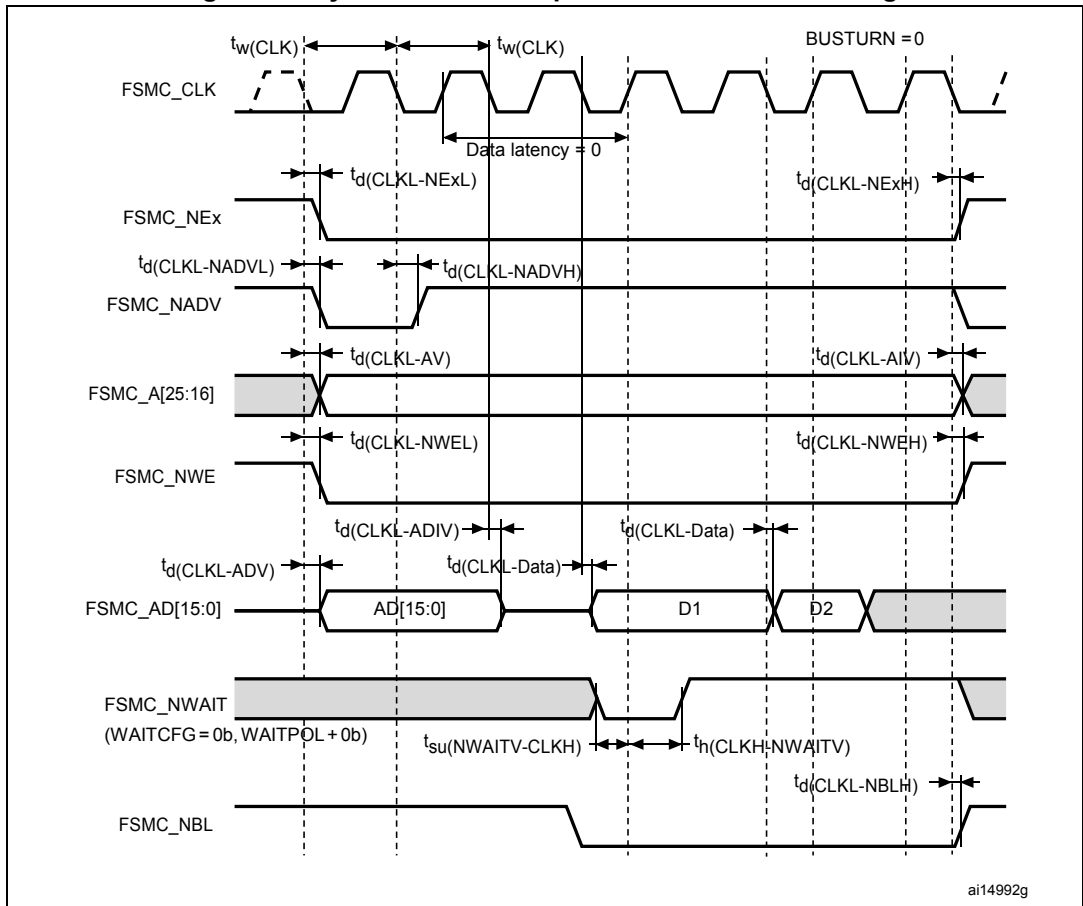 tw(CLK) tw(CLK) BUSTURN = 0
FSMC_CLK
Data latency = 0
td(CLKL-NExL) td(CLKL-NExH)
FSMC_NEx
td(CLKL-NADVL) td(CLKL-NADVH)
FSMC_NADV
td(CLKL-AV) td(CLKL-AIV)
FSMC_A[25:16]
td(CLKL-NWEL) td(CLKL-NWEH)
FSMC_NWE
td(CLKL-ADIV) td(CLKL-Data)
td(CLKL-ADV) td(CLKL-Data)
FSMC_AD[15:0] AD[15:0] D1 D2
FSMC_NWAIT
(WAITCFG = 0b, WAITPOL + 0b)
tsu(NWAITV-CLKH) th(CLKH-NWAITV)
td(CLKL-NBLH)
FSMC_NBL
ai14992g